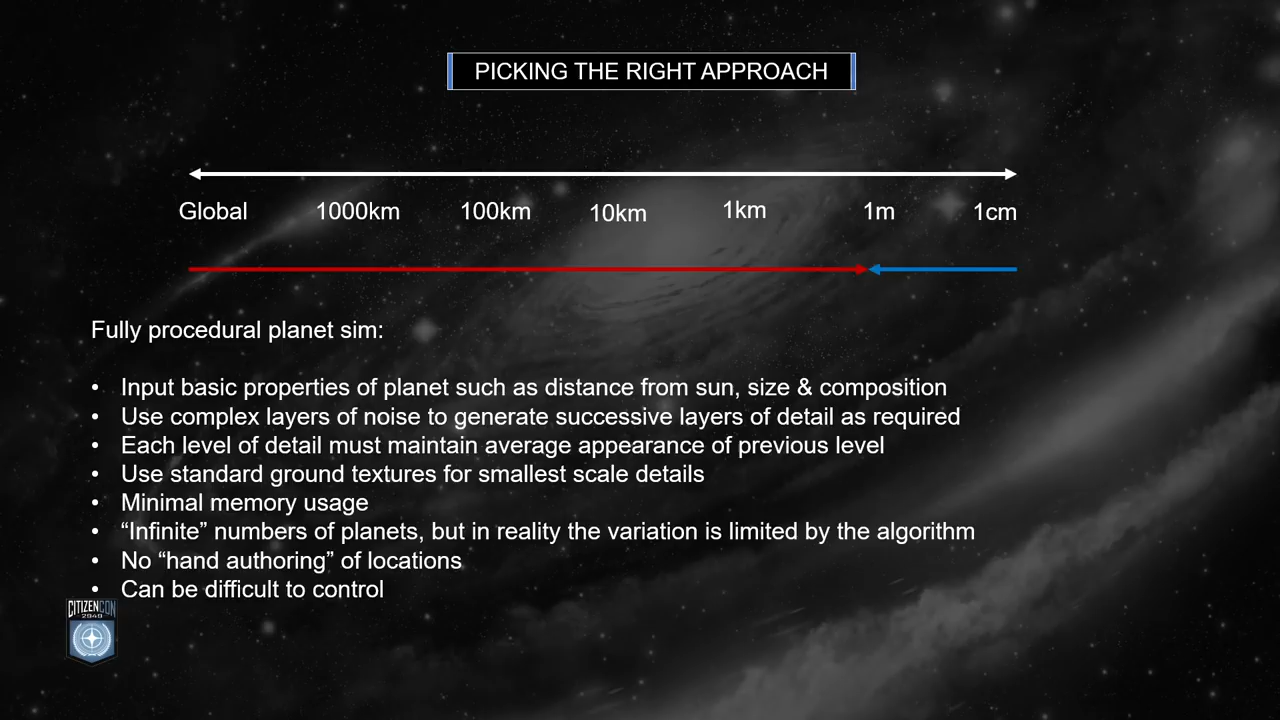 PICKING THE RIGHT APPROACH
Global 1000km 100km 10km 1km 1m 1cm
Fully procedural planet sim:
• Input basic properties of planet such as distance from sun, size & composition
• Use complex layers of noise to generate successive layers of detail as required
• Each level of detail must maintain average appearance of previous level
• Use standard ground textures for smallest scale details
• Minimal memory usage
• “Infinite” numbers of planets, but in reality the variation is limited by the algorithm
• No “hand authoring” of locations
• Can be difficult to control
CITIZENCON
2949